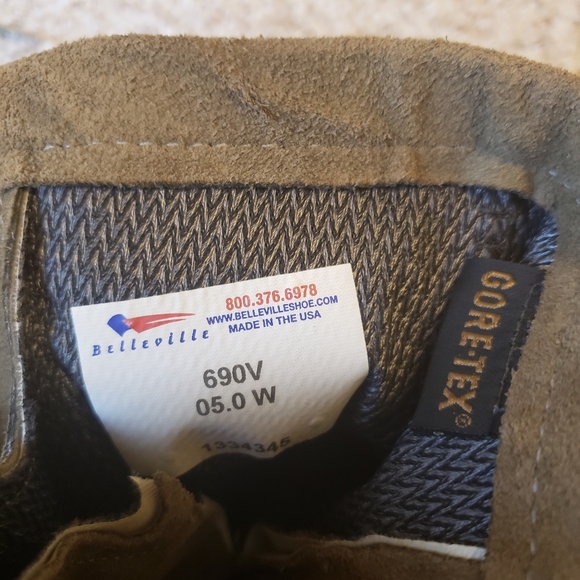 Belleville
800.376.6978
WWW.BELLEVILLESHOE.COM
MADE IN THE USA
690V
05.0 W
1334345
GORE-TEX®